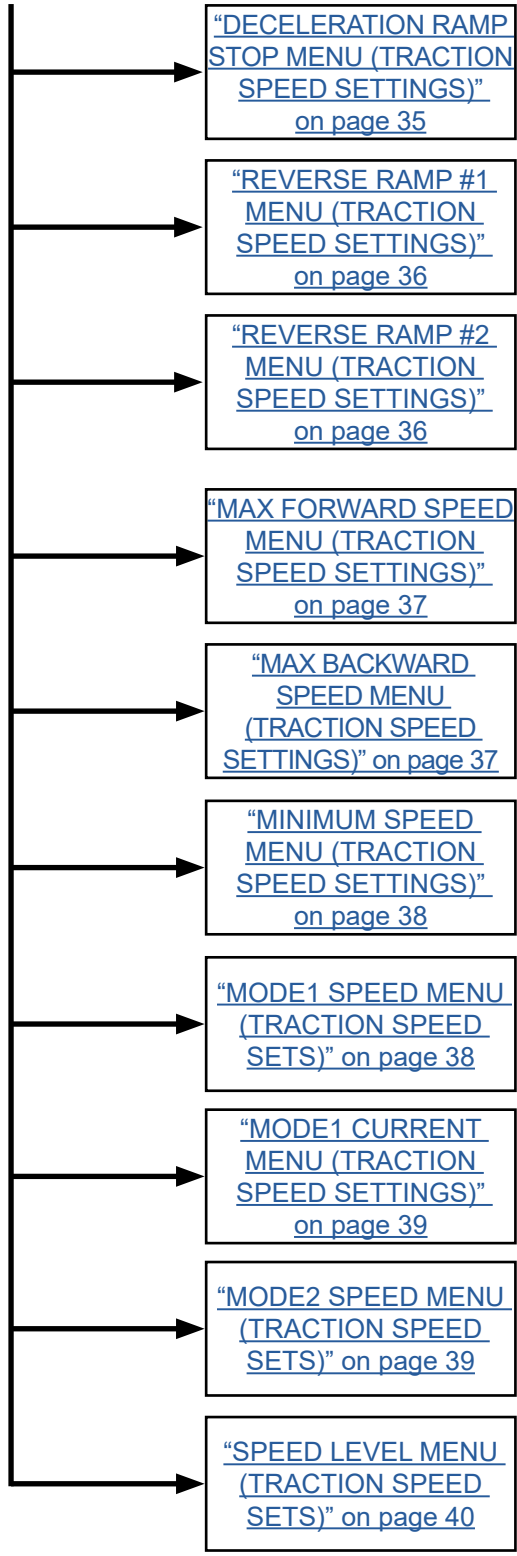 “DECELERATION RAMP
STOP MENU (TRACTION
SPEED SETTINGS)”
on page 35
“REVERSE RAMP #1
MENU (TRACTION
SPEED SETTINGS)”
on page 36
“REVERSE RAMP #2
MENU (TRACTION
SPEED SETTINGS)”
on page 36
“MAX FORWARD SPEED
MENU (TRACTION
SPEED SETTINGS)”
on page 37
“MAX BACKWARD
SPEED MENU
(TRACTION SPEED
SETTINGS)” on page 37
“MINIMUM SPEED
MENU (TRACTION
SPEED SETTINGS)”
on page 38
“MODE1 SPEED MENU
(TRACTION SPEED
SETS)” on page 38
“MODE1 CURRENT
MENU (TRACTION
SPEED SETTINGS)”
on page 39
“MODE2 SPEED MENU
(TRACTION SPEED
SETS)” on page 39
“SPEED LEVEL MENU
(TRACTION SPEED
SETS)” on page 40